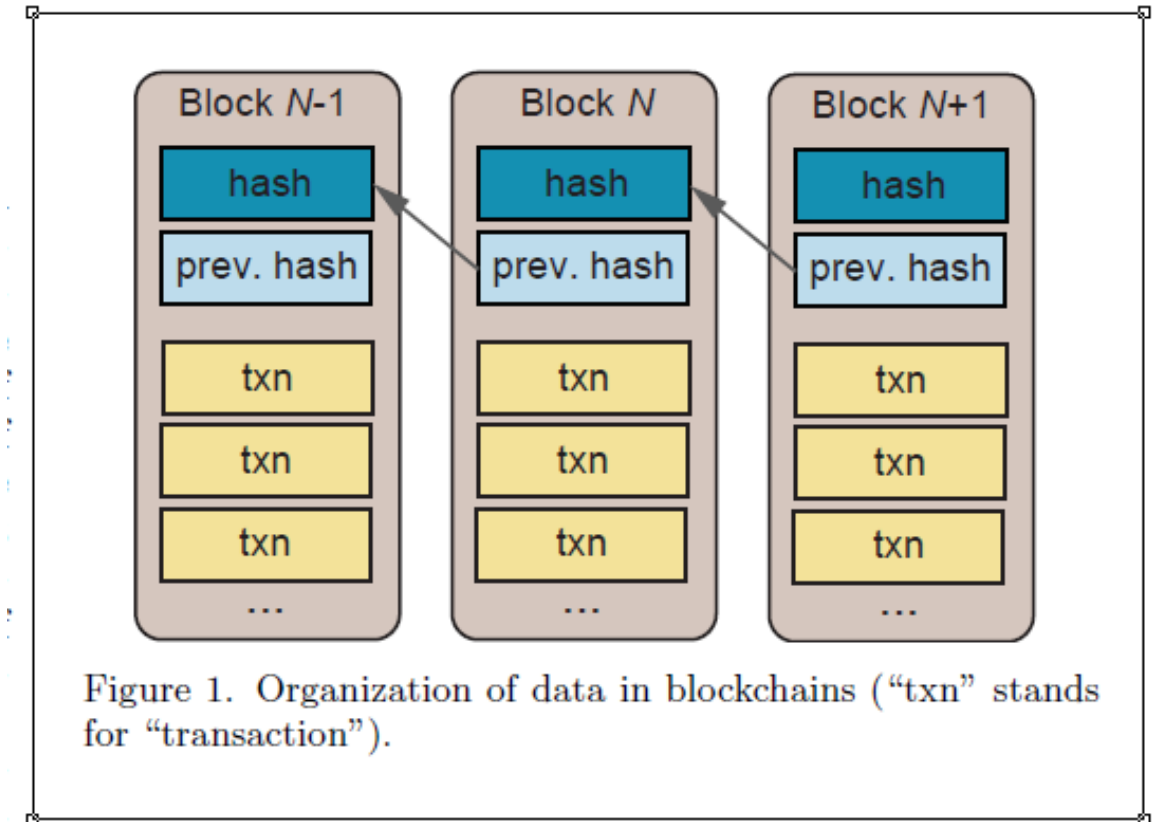 Block N-1
hash
prev. hash
txn
txn
txn
...
Block N
hash
prev. hash
txn
txn
txn
...
Block N+1
hash
prev. hash
txn
txn
txn
...
Figure 1. Organization of data in blockchains (“txn” stands
for “transaction”).